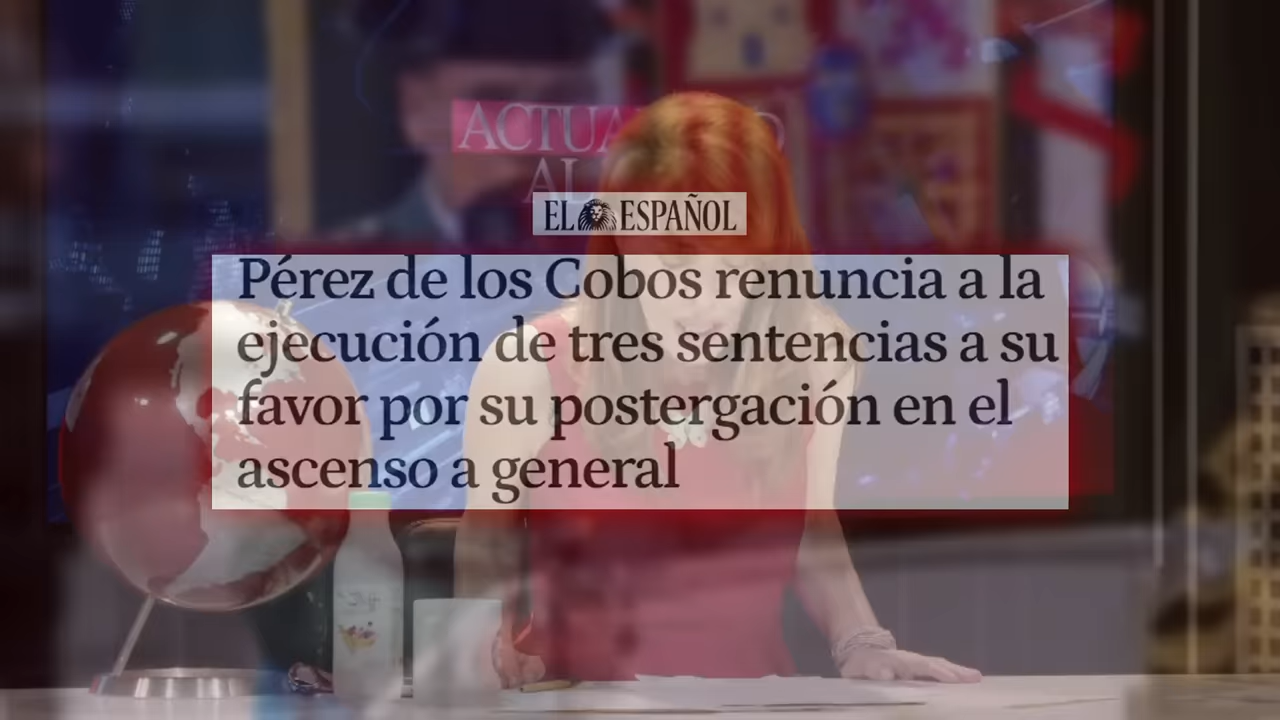 AL
EL ESPAÑOL
Pérez de los Cobos renuncia a la
ejecución de tres sentencias a su
favor por su postergación en el
ascenso a general